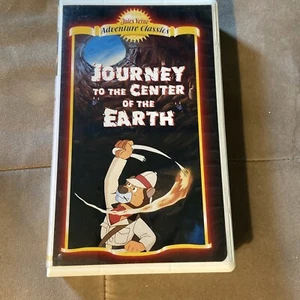 Jules Verne
Adventure Classics
JOURNEY
TO THE CENTER
OF THE
EARTH